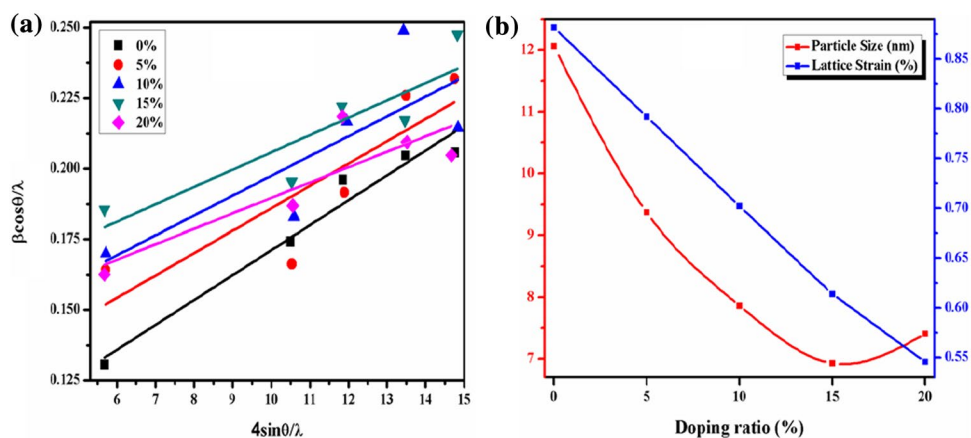 (a)
0%
5%
10%
15%
20%
0.250
0.225
0.200
0.175
0.150
0.125
βcosθ/λ
6 7 8 9 10 11 12 13 14 15
4sinθ/λ
(b)
Particle Size (nm)
Lattice Strain (%)
12
11
10
9
8
7
0.85
0.80
0.75
0.70
0.65
0.60
0.55
0 5 10 15 20
Doping ratio (%)